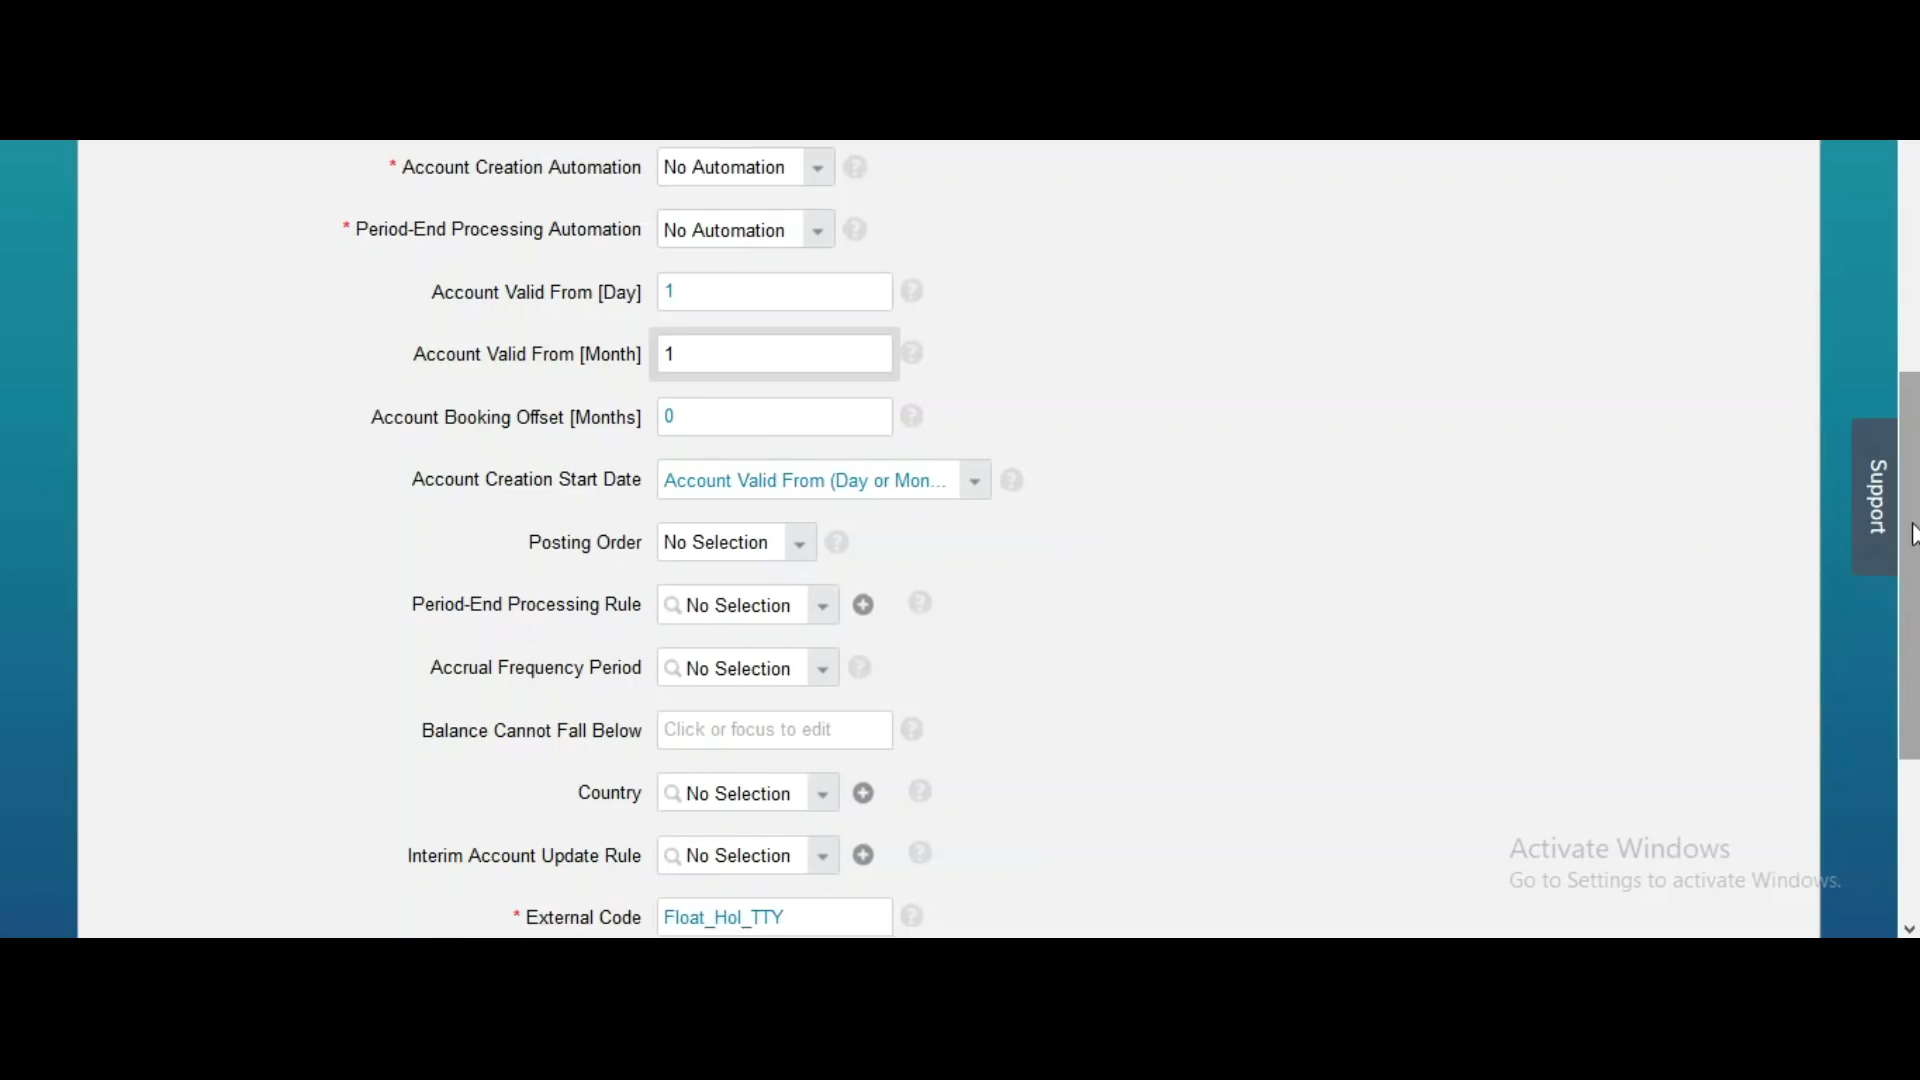 * Account Creation Automation No Automation
* Period-End Processing Automation No Automation
Account Valid From [Day] 1
Account Valid From [Month] 1
Account Booking Offset [Months] 0
Account Creation Start Date Account Valid From (Day or Mon...
Posting Order No Selection
Period-End Processing Rule No Selection
Accrual Frequency Period No Selection
Balance Cannot Fall Below Click or focus to edit
Country No Selection
Interim Account Update Rule No Selection
* External Code Float_Hol_TTY
Support
Activate Windows
Go to Settings to activate Windows.